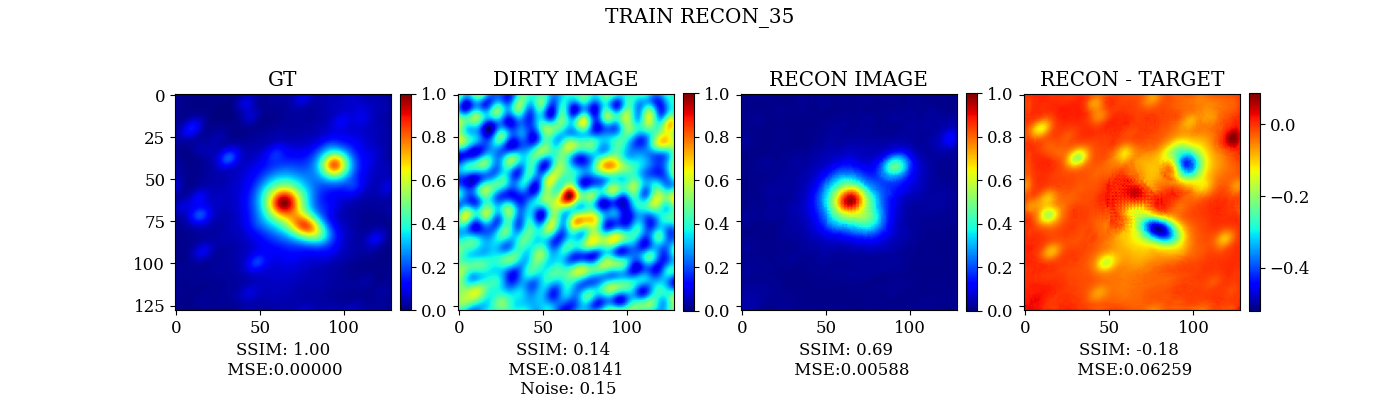 TRAIN RECON_35
GT
DIRTY IMAGE
RECON IMAGE
RECON - TARGET
0
25
50
75
100
125
0
50
100
1.0
0.8
0.6
0.4
0.2
0.0
0
100
50
1.0
0.8
0.6
0.4
0.2
0.0
0
50
100
1.0
0.8
0.6
0.4
0.2
0.0
0
50
100
0.0
−0.2
−0.4
SSIM: 1.00
MSE:0.00000
SSIM: 0.14
MSE:0.08141
Noise: 0.15
SSIM: 0.69
MSE:0.00588
SSIM: -0.18
MSE:0.06259